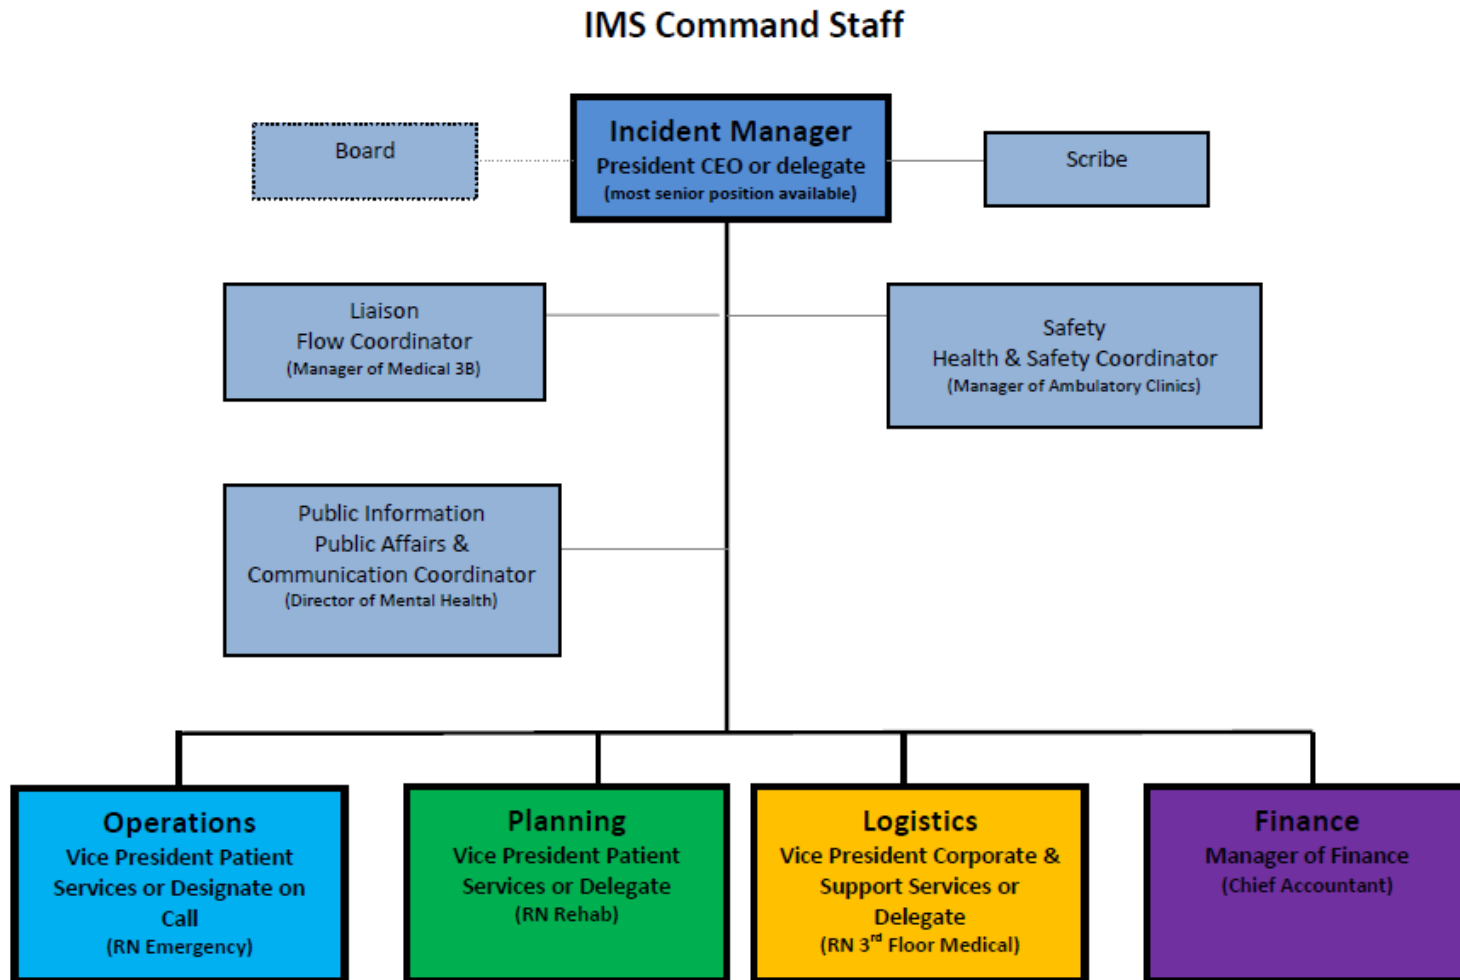 IMS Command Staff
Board
Incident Manager
President CEO or delegate
(most senior position available)
Scribe
Liaison
Flow Coordinator
(Manager of Medical 3B)
Safety
Health & Safety Coordinator
(Manager of Ambulatory Clinics)
Public Information
Public Affairs &
Communication Coordinator
(Director of Mental Health)
Operations
Vice President Patient
Services or Designate on
Call
(RN Emergency)
Planning
Vice President Patient
Services or Delegate
(RN Rehab)
Logistics
Vice President Corporate &
Support Services or
Delegate
(RN 3rd Floor Medical)
Finance
Manager of Finance
(Chief Accountant)